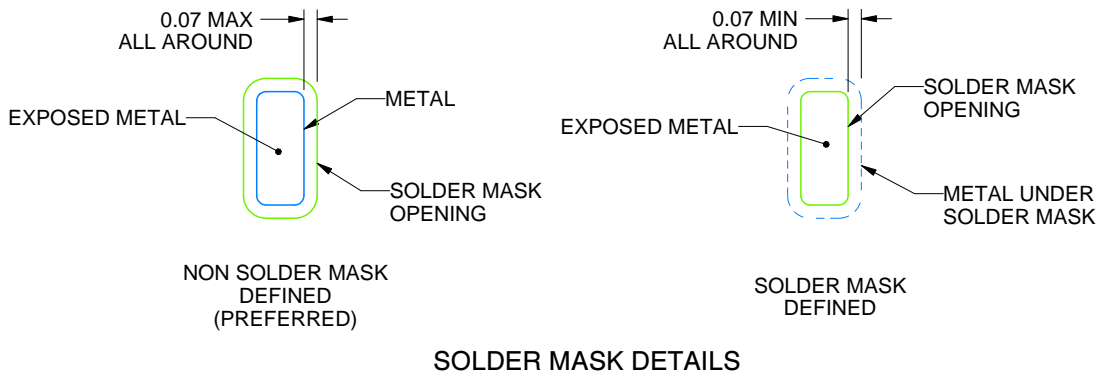 0.07 MAX
ALL AROUND
EXPOSED METAL
METAL
SOLDER MASK
OPENING
NON SOLDER MASK
DEFINED
(PREFERRED)
0.07 MIN
ALL AROUND
EXPOSED METAL
SOLDER MASK
OPENING
METAL UNDER
SOLDER MASK
SOLDER MASK
DEFINED
SOLDER MASK DETAILS